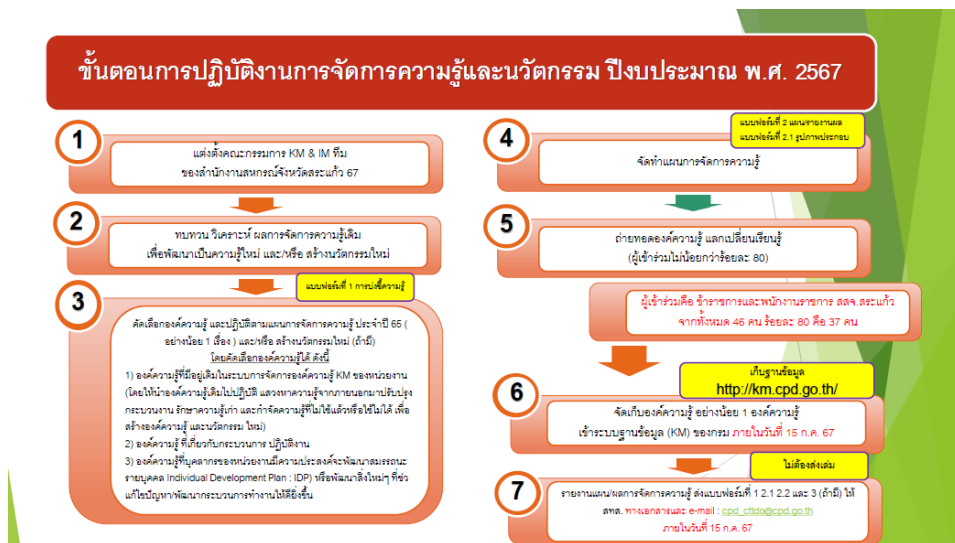 ขั้นตอนการปฏิบัติงานการจัดการความรู้และนวัตกรรม ปีงบประมาณ พ.ศ. 2567
1
แต่งตั้งคณะกรรมการ KM & IM ทีม
ของสำนักงานสหกรณ์จังหวัดสระแก้ว 67
2
ทบทวน วิเคราะห์ ผลการจัดการความรู้เดิม
เพื่อพัฒนาเป็นความรู้ใหม่ และ/หรือ สร้างนวัตกรรมใหม่
แบบฟอร์มที่ 1 การบ่งชี้ความรู้
3
คัดเลือกองค์ความรู้ และปฏิบัติตามแผนการจัดการความรู้ ประจำปี 65 (
อย่างน้อย 1 เรื่อง ) และ/หรือ สร้างนวัตกรรมใหม่ (ถ้ามี)
โดยคัดเลือกองค์ความรู้ได้ ดังนี้
1) องค์ความรู้ที่มีอยู่เดิมในระบบการจัดการองค์ความรู้ KM ของหน่วยงาน
(โดยให้นำองค์ความรู้เดิมไปปฏิบัติ แสวงหาความรู้จากภายนอกมาปรับปรุง
กระบวนงาน รักษาความรู้เก่า และกำจัดความรู้ที่ไม่ใช้แล้วหรือใช้ไม่ได้ เพื่อ
สร้างองค์ความรู้ และนวัตกรรม ใหม่)
2) องค์ความรู้ ที่เกี่ยวกับกระบวนการ ปฏิบัติงาน
3) องค์ความรู้ที่บุคลากรของหน่วยงานมีความประสงค์จะพัฒนาสมรรถนะ
รายบุคคล Individual Development Plan : IDP) หรือพัฒนาสิ่งใหม่ๆ ที่ช่ว
แก้ไขปัญหา/พัฒนากระบวนการทำงานให้ดียิ่งขึ้น
แบบฟอร์มที่ 2 แผน/รายงานผล
แบบฟอร์มที่ 2.1 รูปภาพประกอบ
4
จัดทำแผนการจัดการความรู้
5
ถ่ายทอดองค์ความรู้ แลกเปลี่ยนเรียนรู้
(ผู้เข้าร่วมไม่น้อยกว่าร้อยละ 80)
ผู้เข้าร่วมคือ ข้าราชการและพนักงานราชการ สสจ.สระแก้ว
จากทั้งหมด 46 คน ร้อยละ 80 คือ 37 คน
เก็บฐานข้อมูล
http://km.cpd.go.th/
6
จัดเก็บองค์ความรู้ อย่างน้อย 1 องค์ความรู้
เข้าระบบฐานข้อมูล (KM) ของกรม ภายในวันที่ 15 ก.ค. 67
ไม่ต้องส่งเล่ม
7
รายงานแผน/ผลการจัดการความรู้ ส่งแบบฟอร์มที่ 1 2.1 2.2 และ 3 (ถ้ามี) ให้
สทส. ทางเอกสารและ e-mail : cpd_cttdo@cpd.go.th
ภายในวันที่ 15 ก.ค. 67